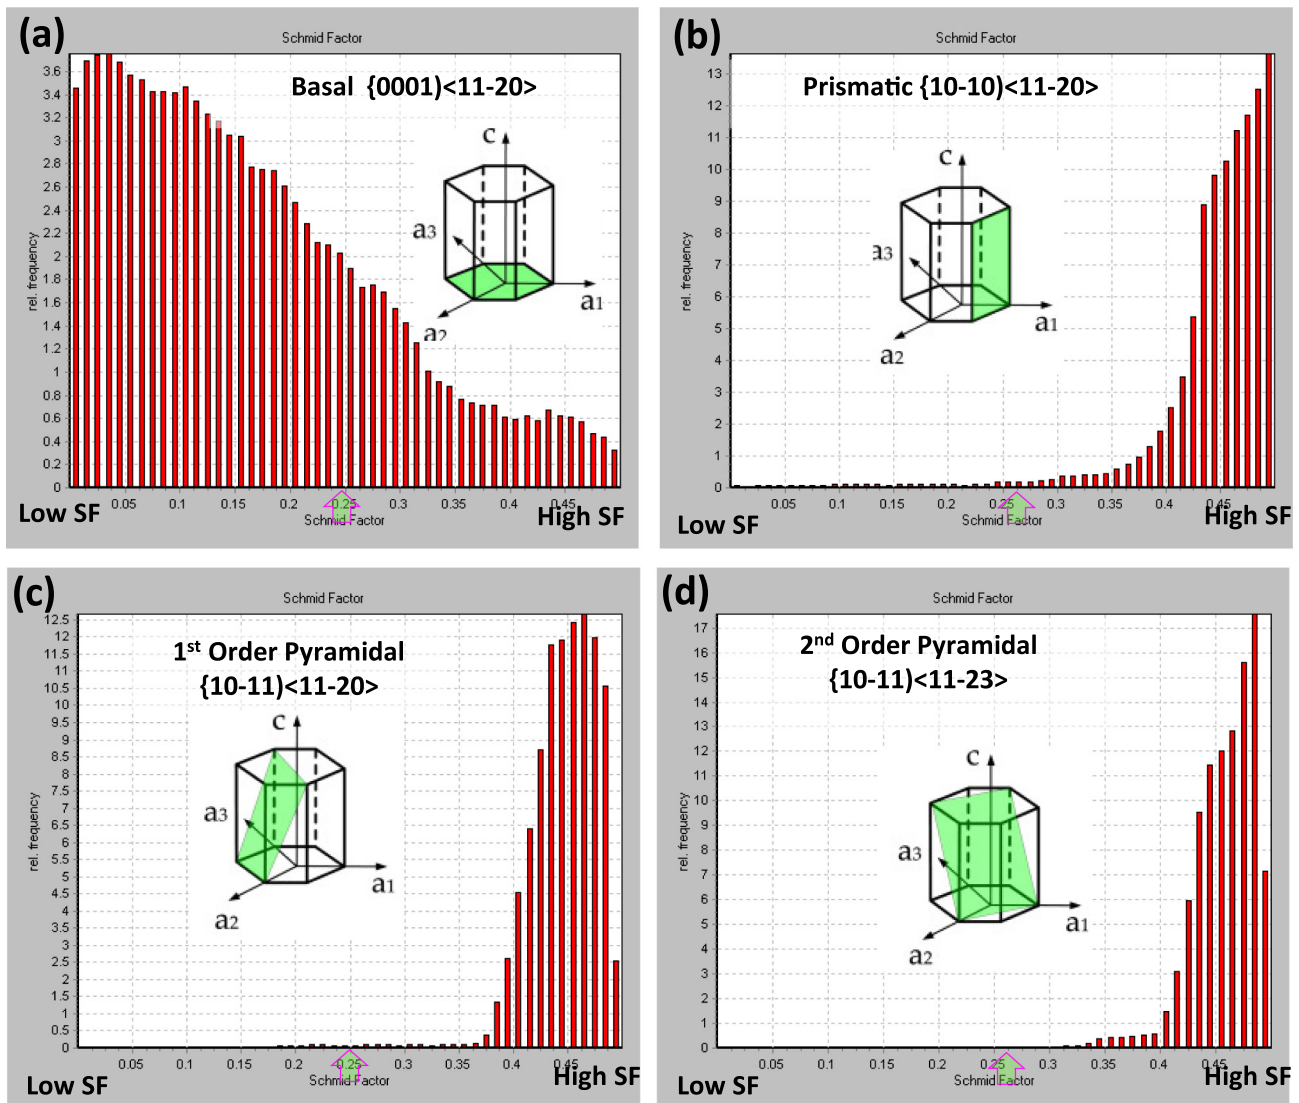 (a)
Schmid Factor
Basal {0001)<11-20>
rel. frequency
3.6
3.4
3.2
3
2.8
2.6
2.4
2.2
2
1.8
1.6
1.4
1.2
1
0.8
0.6
0.4
0.2
0
c
a3
a2
a1
0.05
0.1
0.15
0.2
0.25
0.3
0.35
0.4
0.45
Schmid Factor
Low SF
High SF
(b)
Schmid Factor
Prismatic {10-10)<11-20>
rel. frequency
13
12
11
10
9
8
7
6
5
4
3
2
1
0
c
a3
a2
a1
0.05
0.1
0.15
0.2
0.25
0.3
0.35
0.4
0.45
Schmid Factor
Low SF
High SF
(c)
Schmid Factor
1st Order Pyramidal
{10-11)<11-20>
rel. frequency
12.5
12
11.5
11
10.5
10
9.5
9
8.5
8
7.5
7
6.5
6
5.5
5
4.5
4
3.5
3
2.5
2
1.5
1
0.5
0
c
a3
a2
a1
0.05
0.1
0.15
0.2
0.25
0.3
0.35
0.4
0.45
Schmid Factor
Low SF
High SF
(d)
Schmid Factor
2nd Order Pyramidal
{10-11)<11-23>
rel. frequency
17
16
15
14
13
12
11
10
9
8
7
6
5
4
3
2
1
0
c
a3
a2
a1
0.05
0.1
0.15
0.2
0.25
0.3
0.35
0.4
0.45
Schmid Factor
Low SF
High SF